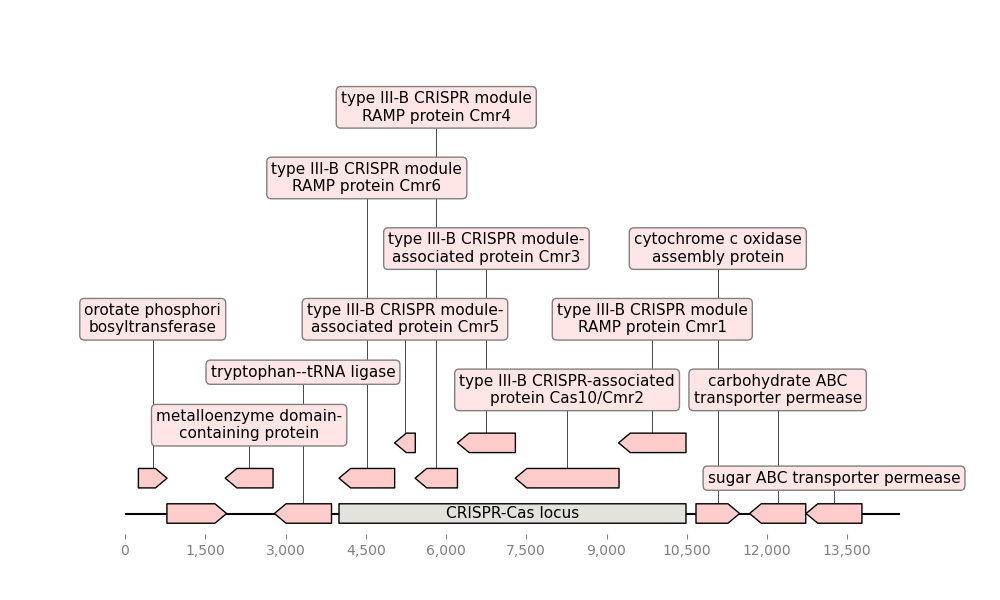 type III-B CRISPR module
RAMP protein Cmr4
type III-B CRISPR module
RAMP protein Cmr6
type III-B CRISPR module-
associated protein Cmr3
cytochrome c oxidase
assembly protein
orotate phosphori
bosyltransferase
type III-B CRISPR module-
associated protein Cmr5
type III-B CRISPR module
RAMP protein Cmr1
tryptophan--tRNA ligase
type III-B CRISPR-associated
protein Cas10/Cmr2
carbohydrate ABC
transporter permease
metalloenzyme domain-
containing protein
sugar ABC transporter permease
CRISPR-Cas locus
0 1,500 3,000 4,500 6,000 7,500 9,000 10,500 12,000 13,500